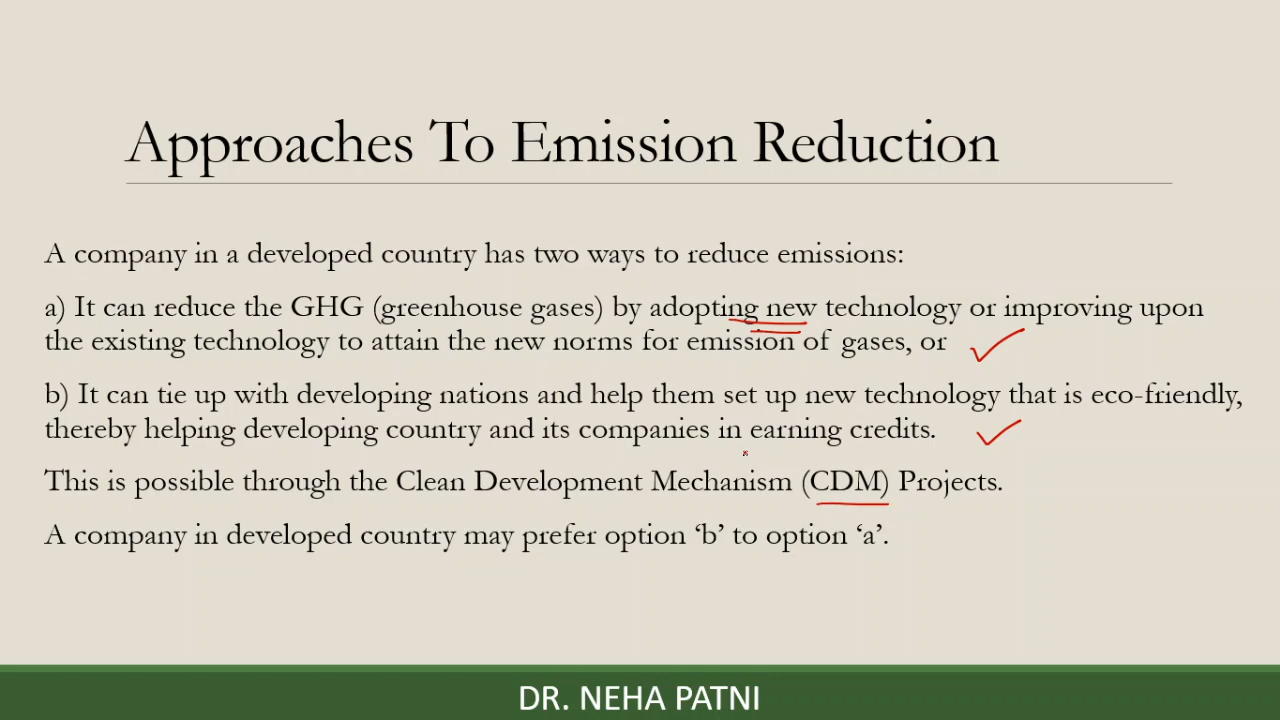 Approaches To Emission Reduction
A company in a developed country has two ways to reduce emissions:
a) It can reduce the GHG (greenhouse gases) by adopting new technology or improving upon
the existing technology to attain the new norms for emission of gases, or
b) It can tie up with developing nations and help them set up new technology that is eco-friendly,
thereby helping developing country and its companies in earning credits.
This is possible through the Clean Development Mechanism (CDM) Projects.
A company in developed country may prefer option ‘b’ to option ‘a’.
DR. NEHA PATNI